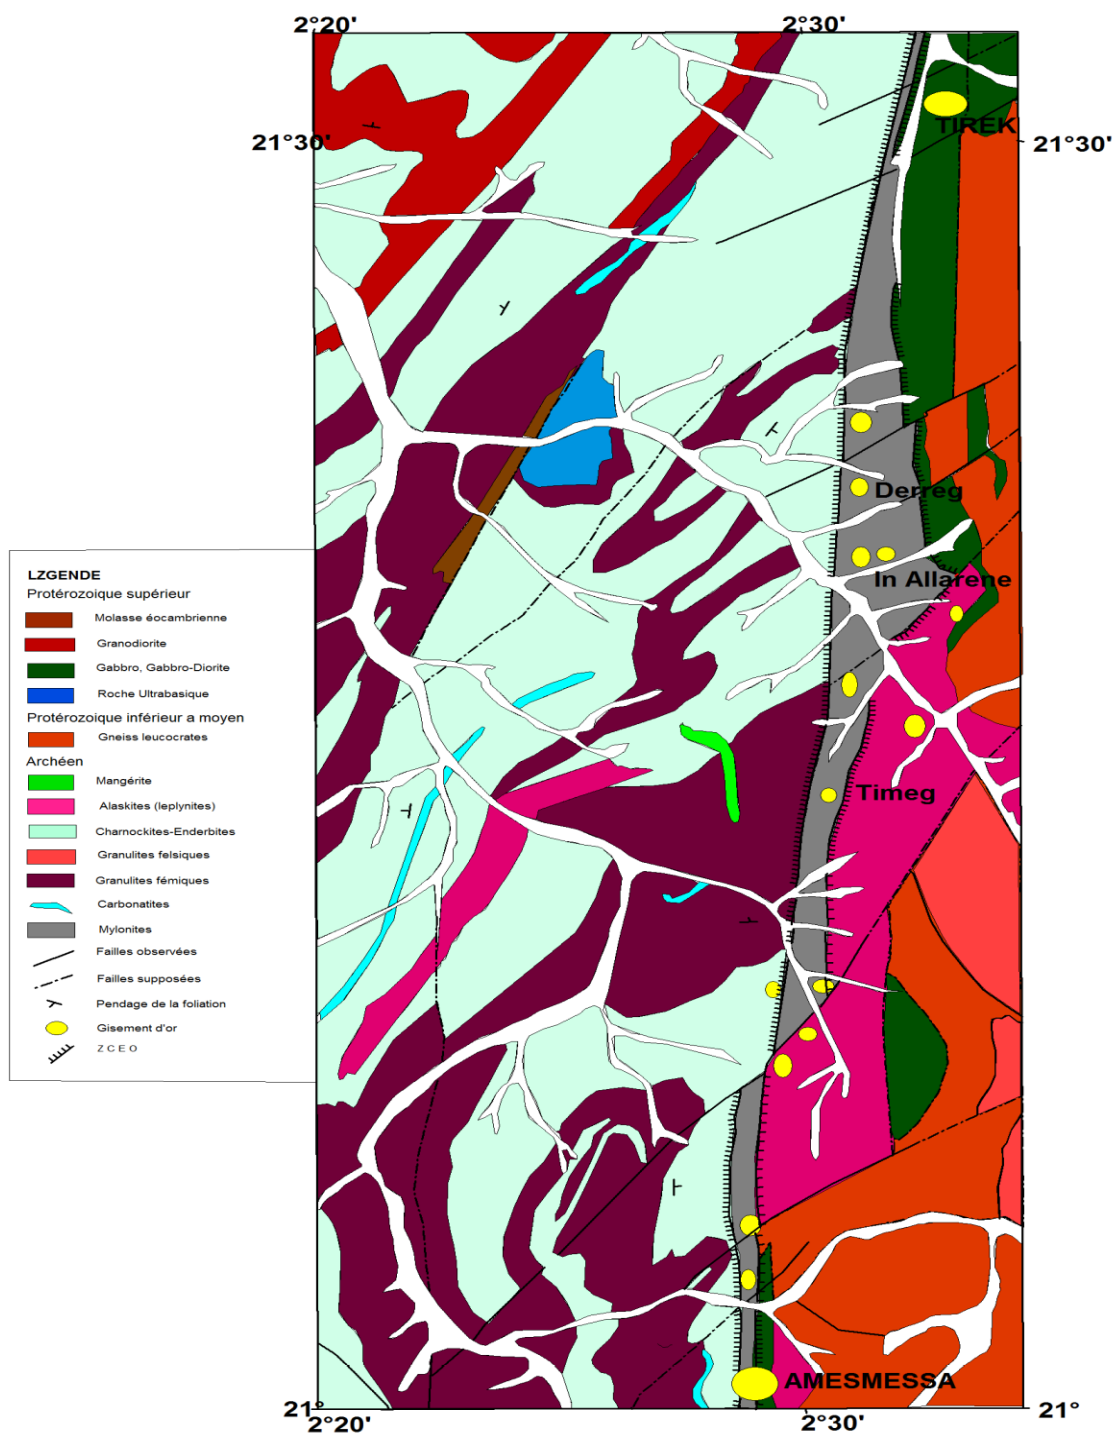 2°20'
2°30'
TIREK
21°30'
21°30'
Derreg
In Allarene
Timeg
AMESMESSA
21°
2°20'
2°30'
21°
LZGENDE
Protérozoique supérieur
Molasse éocambrienne
Granodiorite
Gabbro, Gabbro-Diorite
Roche Ultrabasique
Protérozoique inférieur a moyen
Gneiss leucocrates
Archéen
Mangérite
Alaskites (leplynites)
Charnockites-Enderbites
Granulites felsiques
Granulites fémiques
Carbonatites
Mylonites
Failles observées
Failles supposées
Pendage de la foliation
Gisement d'or
Z C E O